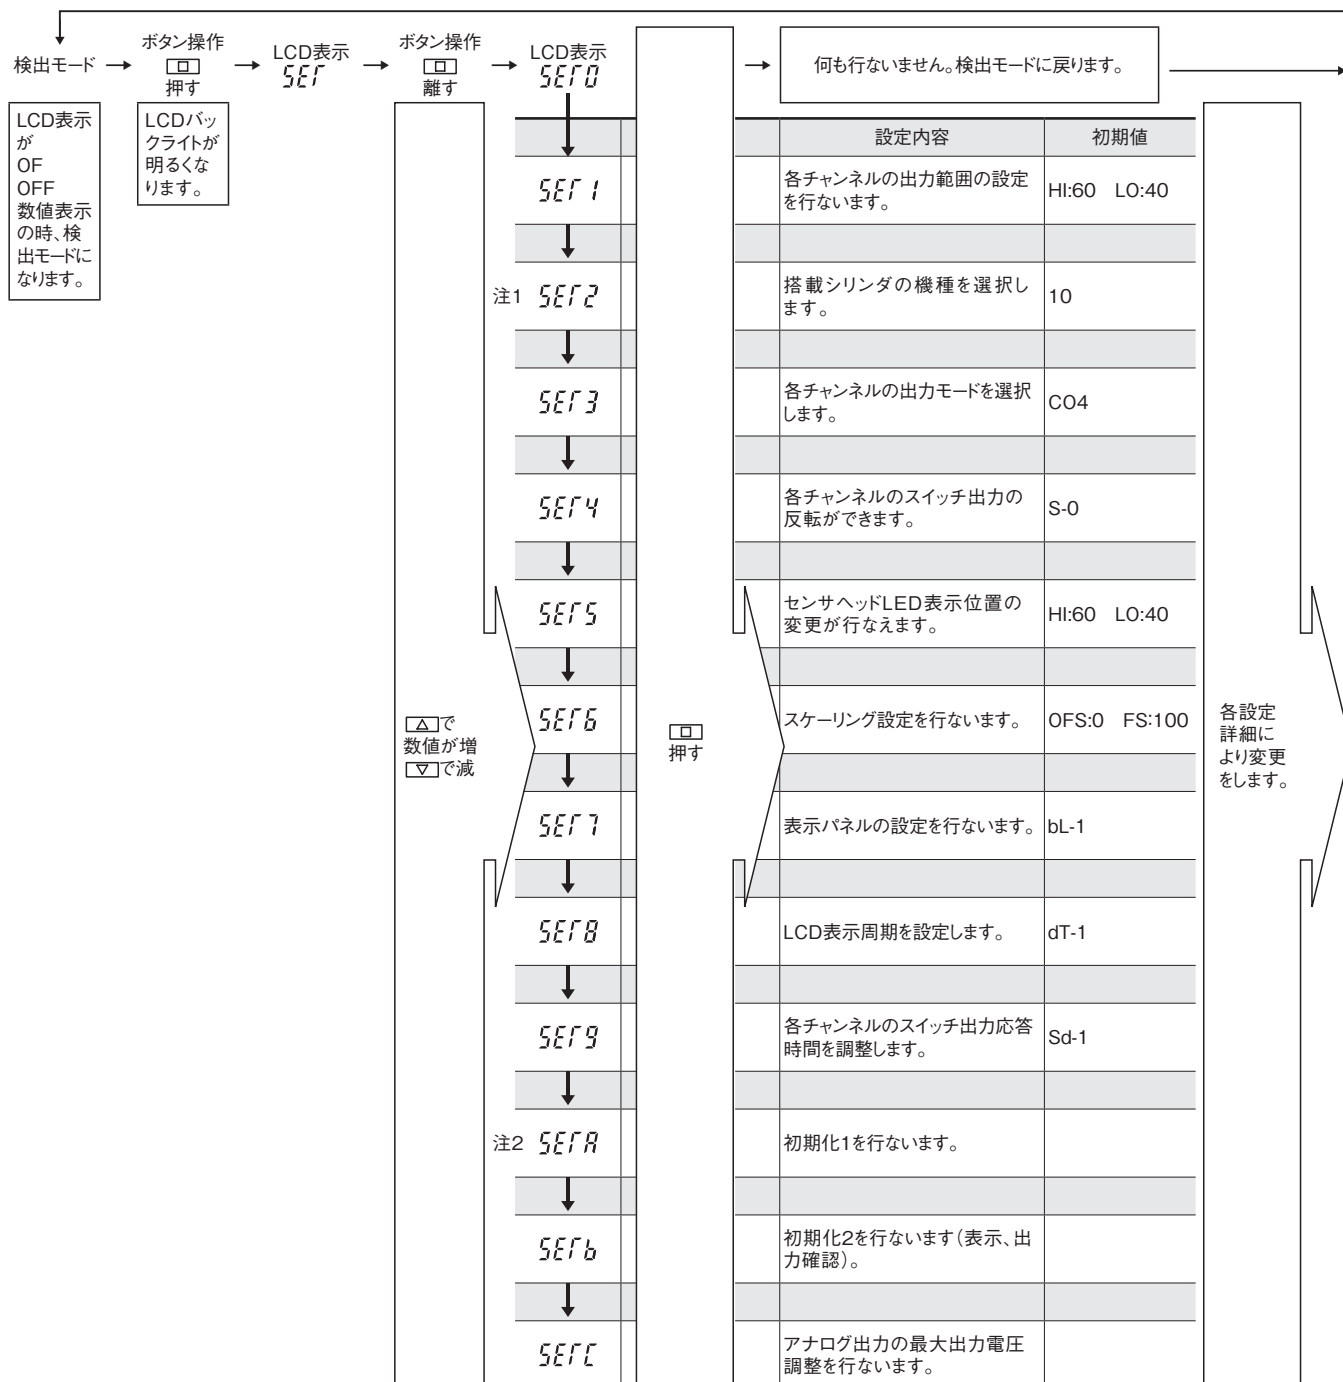 検出モード
ボタン操作
押す
LCD表示
SET
ボタン操作
離す
LCD表示
SET0
何も行ないません。検出モードに戻ります。
LCD表示
が
OF
OFF
数値表示
の時、検
出モードに
なります。
LCDバッ
クライトが
明るくな
ります。
設定内容
初期値
SET1
各チャンネルの出力範囲の設定
を行ないます。
HI:60 LO:40
注1 SET2
搭載シリンダの機種を選択し
ます。
10
SET3
各チャンネルの出力モードを選択
します。
CO4
SET4
各チャンネルのスイッチ出力の
反転ができます。
S-0
SET5
センサヘッドLED表示位置の
変更が行なえます。
HI:60 LO:40
△で
数値が増
▽で減
SET6
押す
スケーリング設定を行ないます。
OFS:0 FS:100
各設定
詳細に
より変更
をします。
SET7
表示パネルの設定を行ないます。
bL-1
SET8
LCD表示周期を設定します。
dT-1
SET9
各チャンネルのスイッチ出力応答
時間を調整します。
Sd-1
注2 SETA
初期化1を行ないます。
SETb
初期化2を行ないます(表示、出
力確認)。
SETC
アナログ出力の最大出力電圧
調整を行ないます。